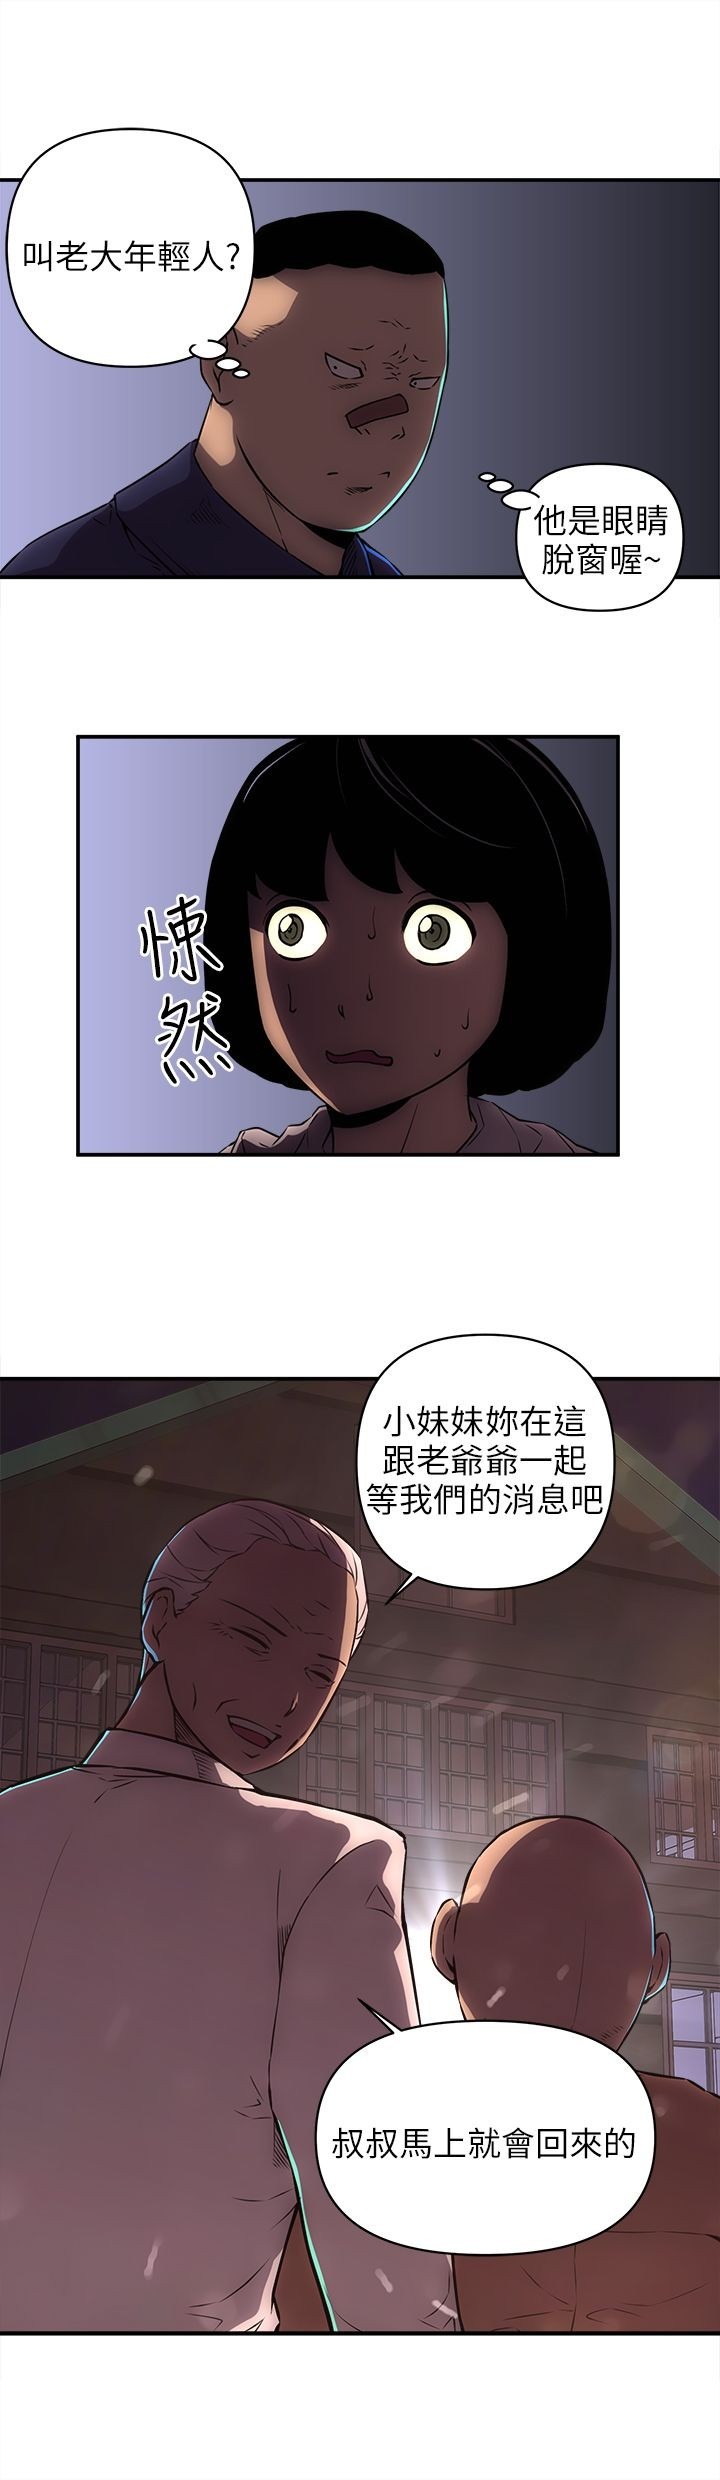 叫老大年輕人?
他是眼睛
脫窗喔~
悚然
小妹妹妳在這
跟老爺爺一起
等我們的消息吧
叔叔馬上就會回來的